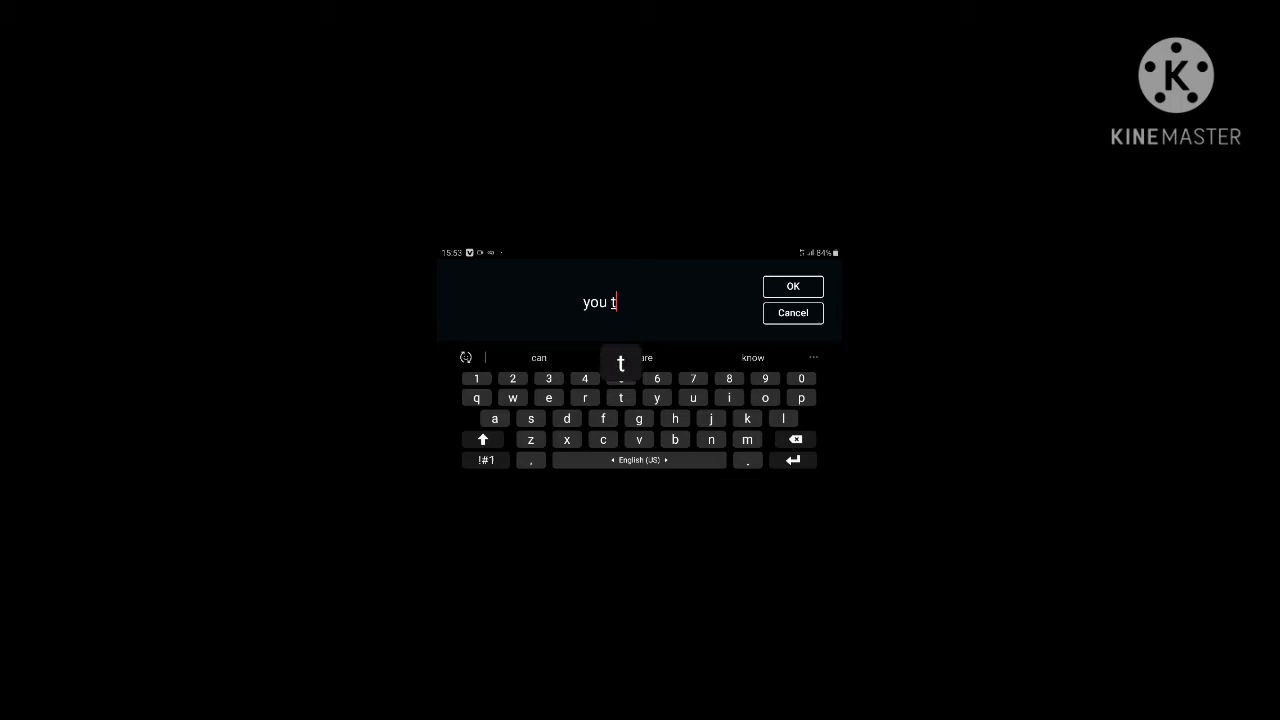 K
KINEMASTER
15:53 84%
you t
OK
Cancel
can are know ...
t
1 2 3 4 6 7 8 9 0
q w e r t y u i o p
a s d f g h j k l
z x c v b n m
!#1 , English (US) .